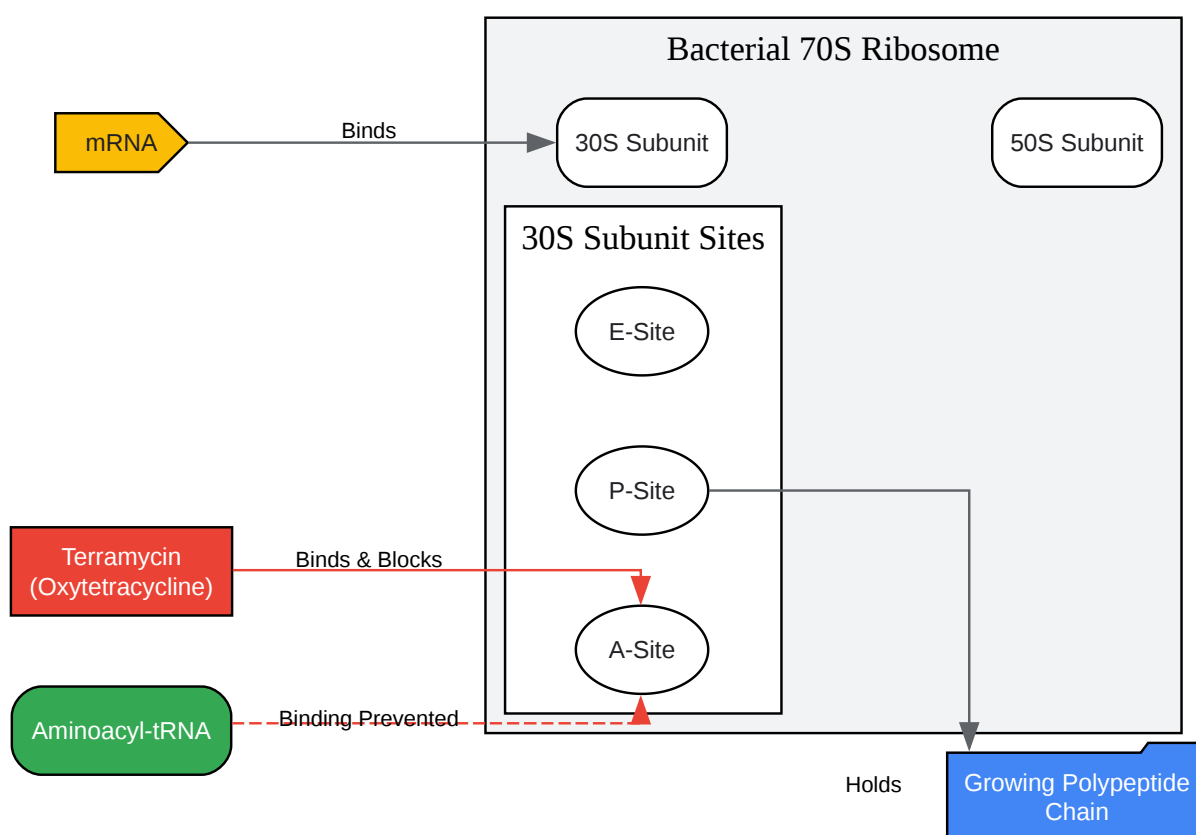 Bacterial 70S Ribosome
mRNA
Binds
30S Subunit
50S Subunit
30S Subunit Sites
E-Site
P-Site
Terramycin
(Oxytetracycline)
Binds & Blocks
A-Site
Aminoacyl-tRNA
Binding Prevented
Holds
Growing Polypeptide
Chain